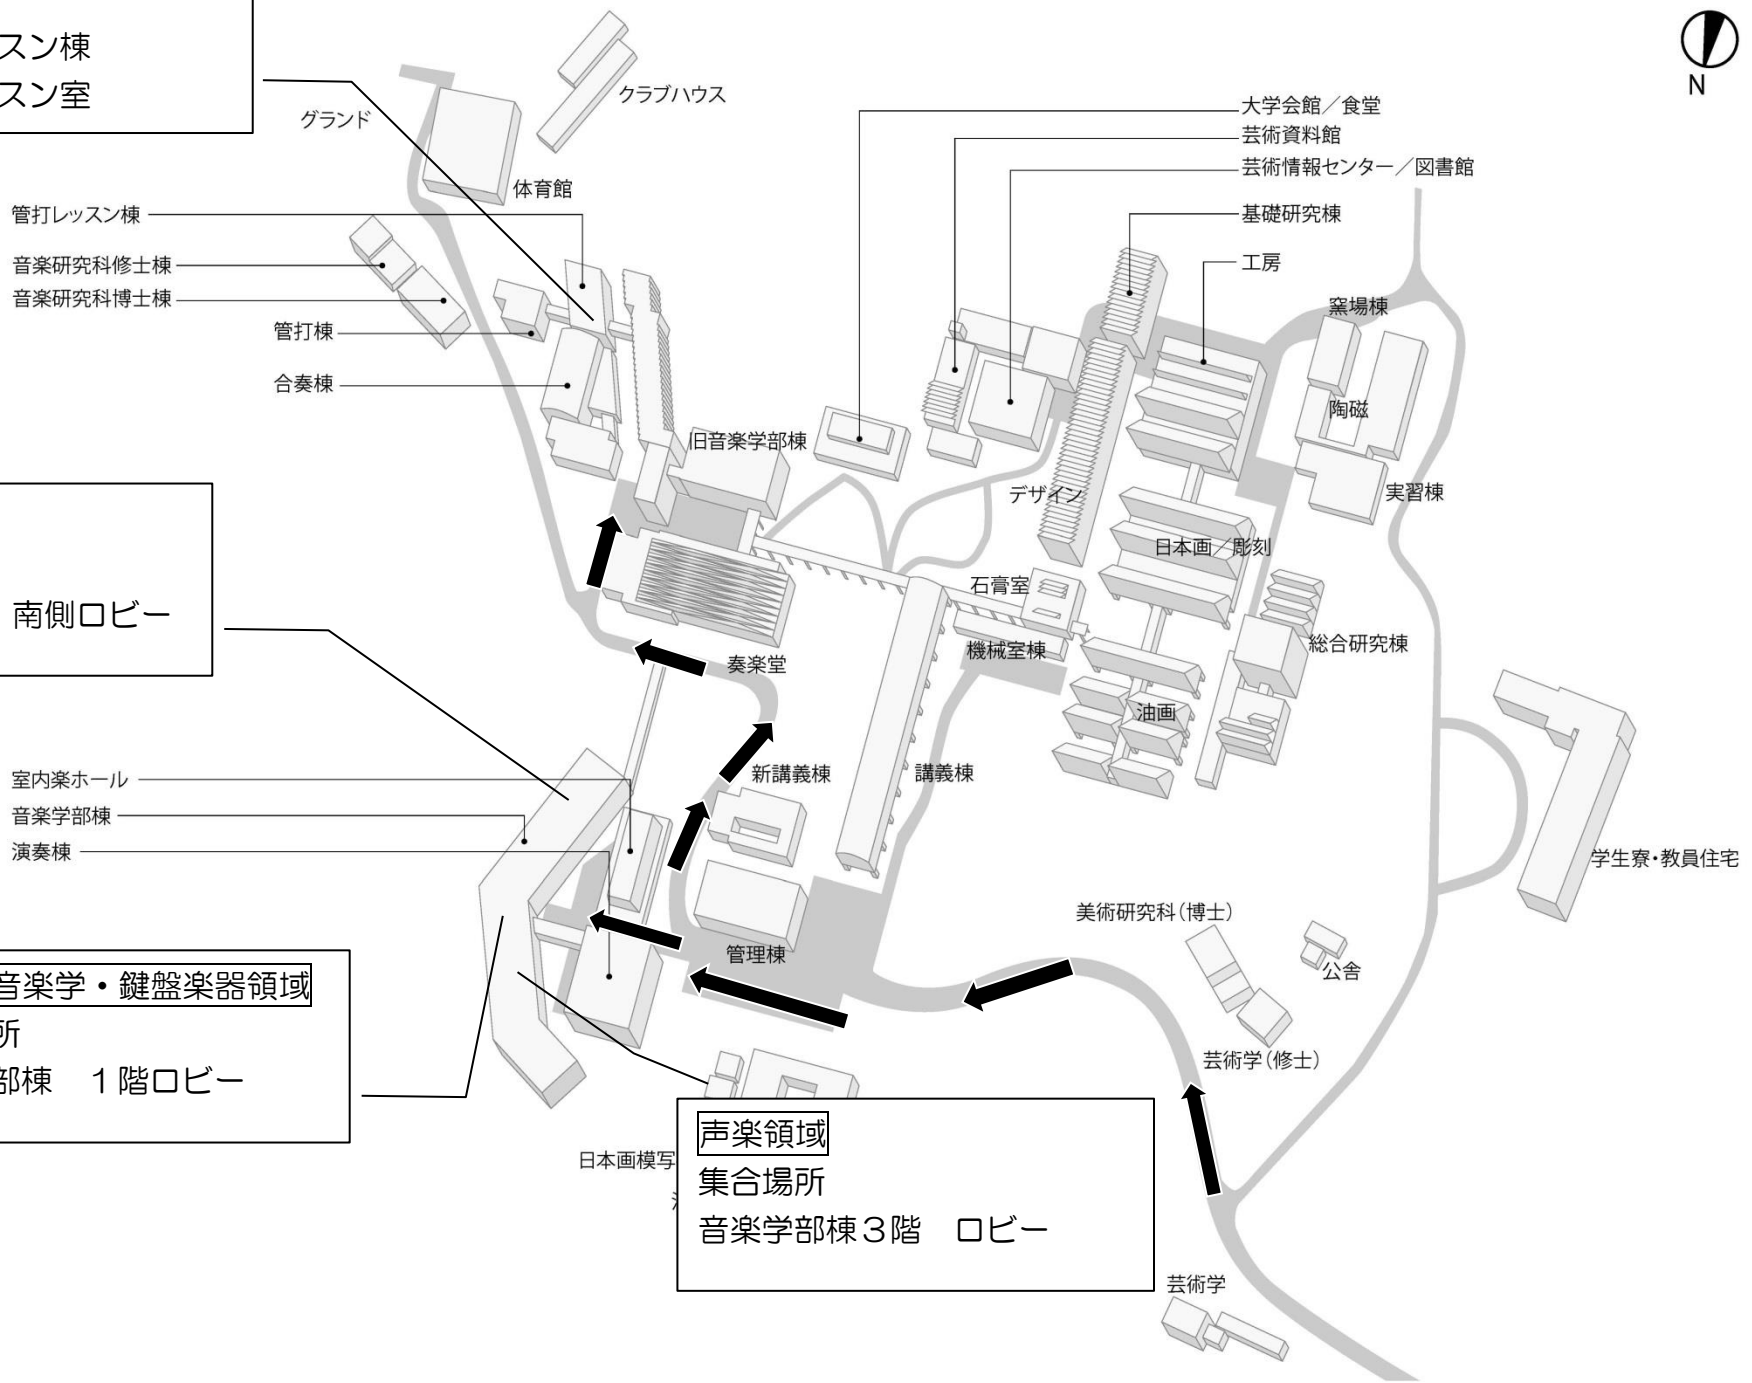 スン棟
スン室
N
グランド
クラブハウス
体育館
大学会館／食堂
芸術資料館
芸術情報センター／図書館
基礎研究棟
工房
管打レッスン棟
音楽研究科修士棟
音楽研究科博士棟
管打棟
合奏棟
窯場棟
陶磁
実習棟
旧音楽学部棟
デザイン
日本画／彫刻
石膏室
機械室棟
総合研究棟
油画
南側ロビー
奏楽堂
新講義棟
講義棟
室内楽ホール
音楽学部棟
演奏棟
学生寮・教員住宅
美術研究科（博士）
公舎
管理棟
芸術学（修士）
音楽学・鍵盤楽器領域
所
部棟　１階ロビー
日本画模写
声楽領域
集合場所
音楽学部棟３階　ロビー
芸術学